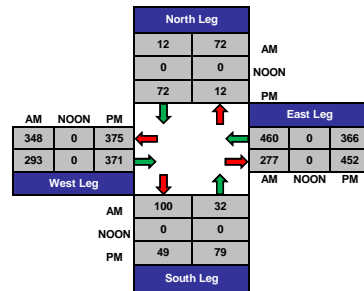 North Leg
12 72 AM
0 0 NOON
72 12 PM
AM NOON PM
348 0 375
293 0 371
West Leg
East Leg
460 0 366
277 0 452
AM NOON PM
AM 100 32
NOON 0 0
PM 49 79
South Leg